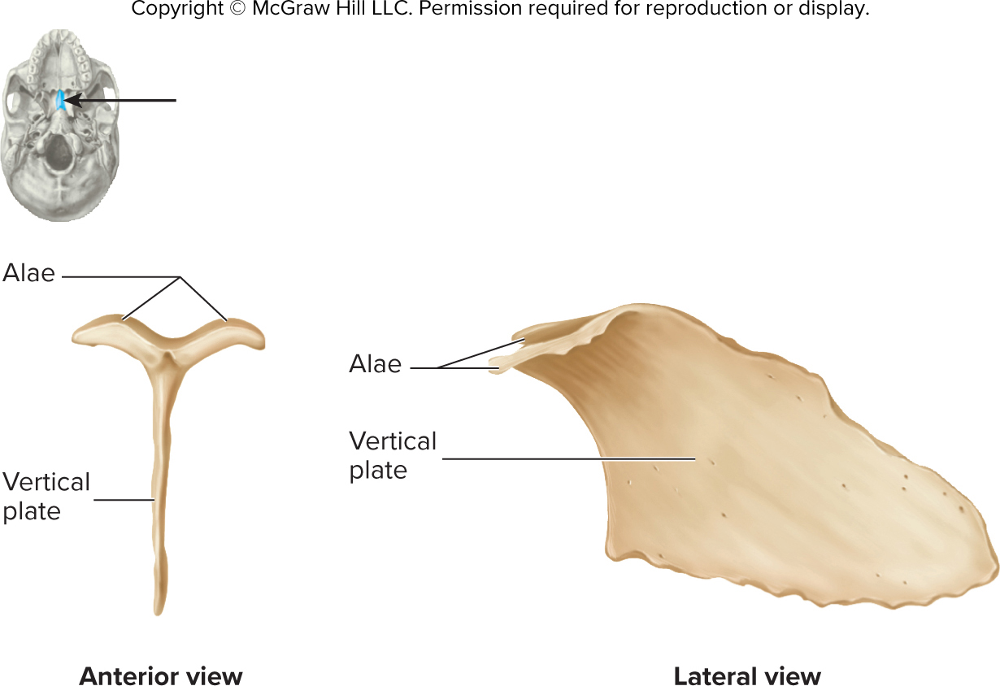 Copyright © McGraw Hill LLC. Permission required for reproduction or display.
Alae
Vertical
plate
Anterior view
Alae
Vertical
plate
Lateral view